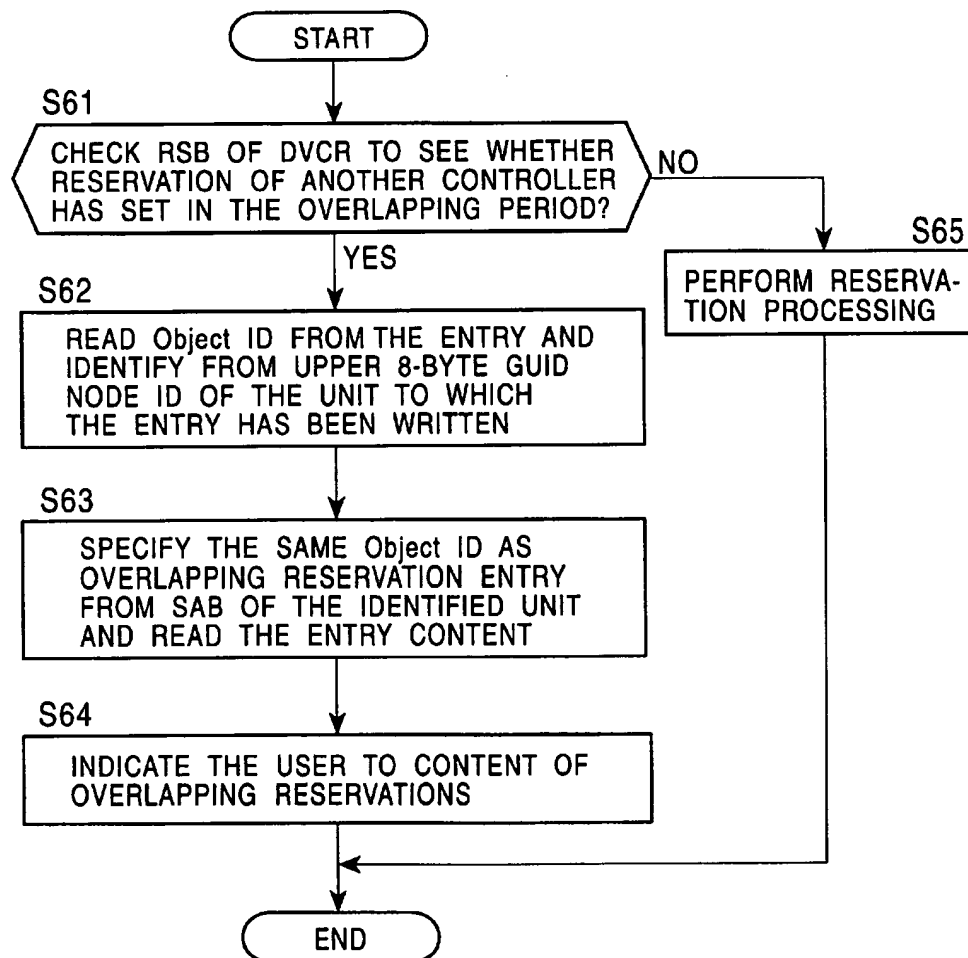 START
S61
CHECK RSB OF DVCR TO SEE WHETHER
RESERVATION OF ANOTHER CONTROLLER
HAS SET IN THE OVERLAPPING PERIOD?
NO
YES
S65
PERFORM RESERVA-
TION PROCESSING
S62
READ Object ID FROM THE ENTRY AND
IDENTIFY FROM UPPER 8-BYTE GUID
NODE ID OF THE UNIT TO WHICH
THE ENTRY HAS BEEN WRITTEN
S63
SPECIFY THE SAME Object ID AS
OVERLAPPING RESERVATION ENTRY
FROM SAB OF THE IDENTIFIED UNIT
AND READ THE ENTRY CONTENT
S64
INDICATE THE USER TO CONTENT OF
OVERLAPPING RESERVATIONS
END